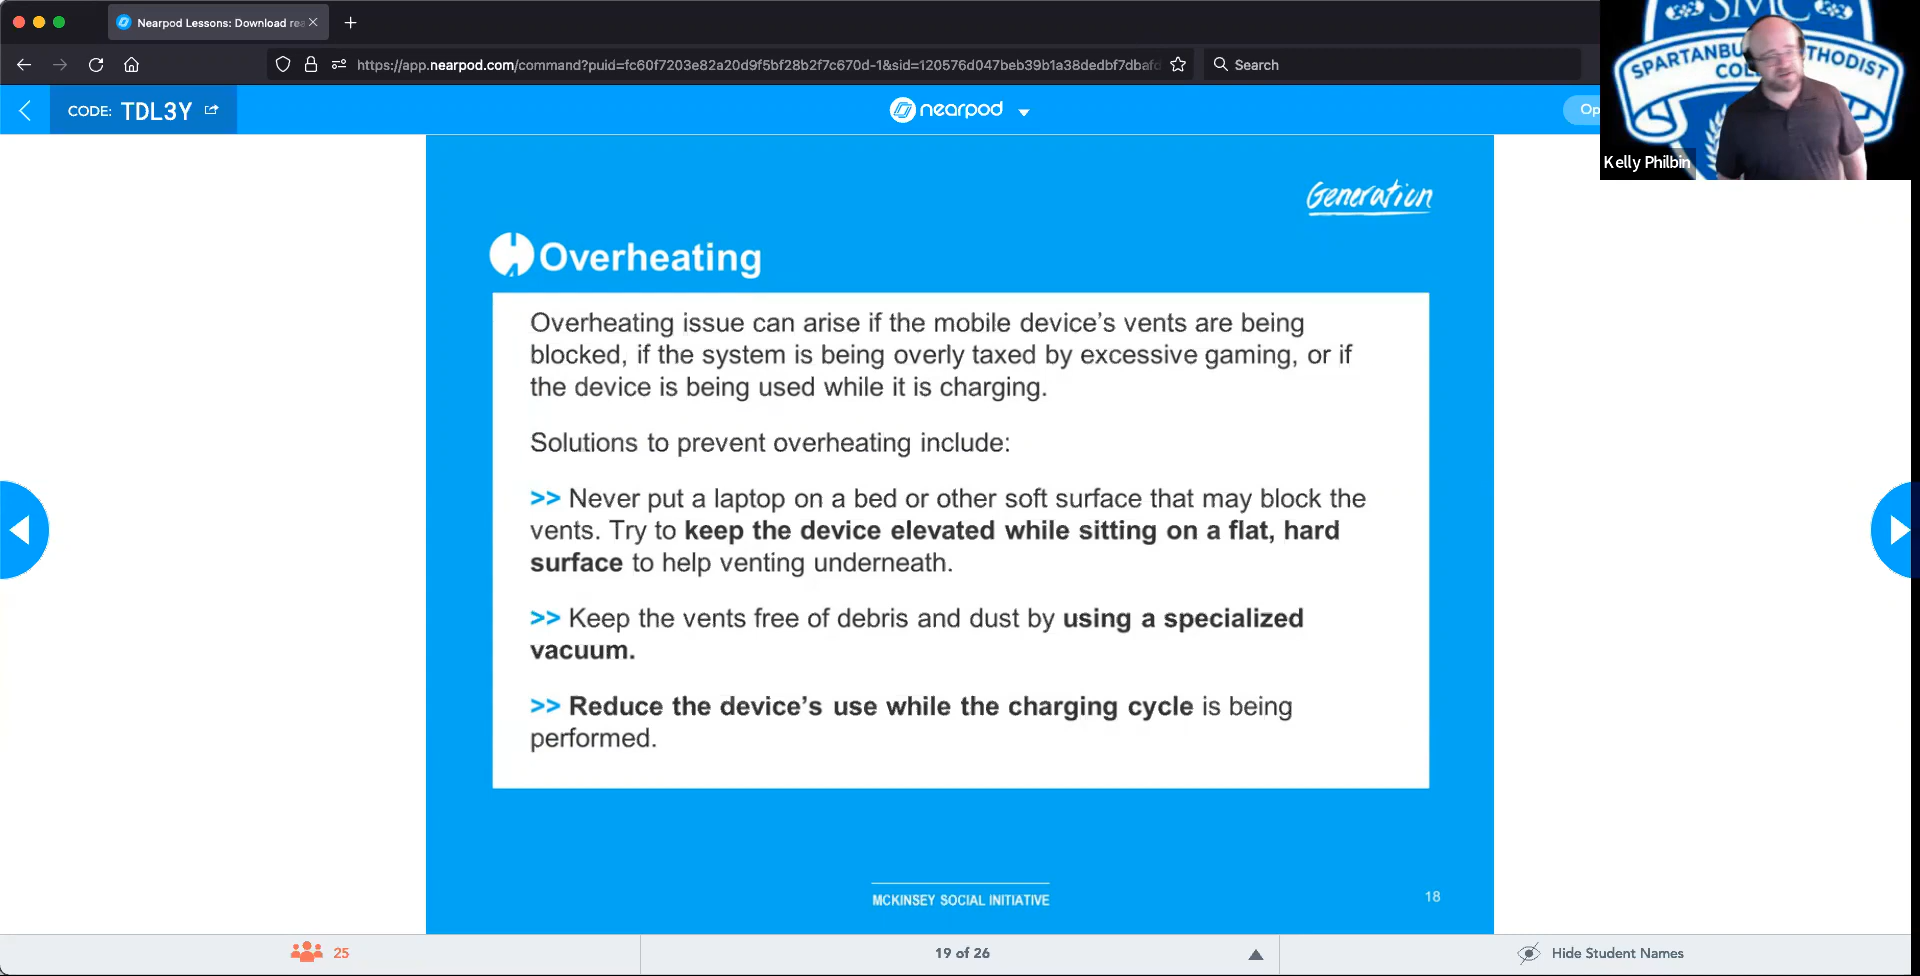 Nearpod Lessons: Download rea
https://app.nearpod.com/command?puid=fc60f7203e82a20d9f5bf28b2f7c670d-1&sid=120576d047beb39b1a38dedbf7dbafd
Search
SMC
SPARTANBU THODIST
COL
Kelly Philbin
CODE: TDL3Y
nearpod
Op
Generation
Overheating
Overheating issue can arise if the mobile device's vents are being
blocked, if the system is being overly taxed by excessive gaming, or if
the device is being used while it is charging.
Solutions to prevent overheating include:
>> Never put a laptop on a bed or other soft surface that may block the
vents. Try to keep the device elevated while sitting on a flat, hard
surface to help venting underneath.
>> Keep the vents free of debris and dust by using a specialized
vacuum.
>> Reduce the device's use while the charging cycle is being
performed.
MCKINSEY SOCIAL INITIATIVE
18
25
19 of 26
Hide Student Names